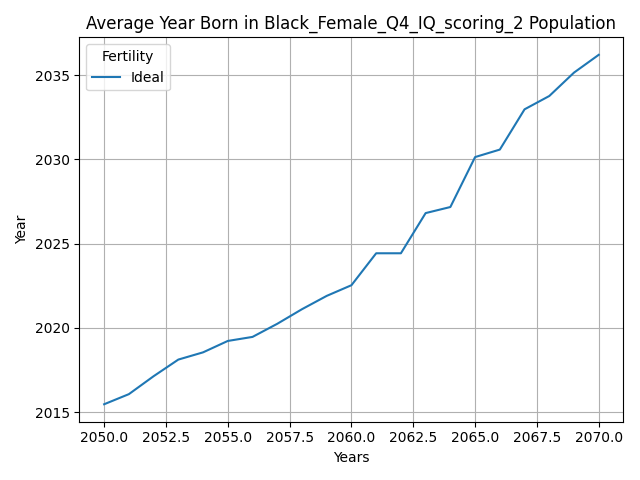 Average Year Born in Black_Female_Q4_IQ_scoring_2 Population
Fertility
Ideal
2035
2030
2025
2020
2015
Year
2050.0 2052.5 2055.0 2057.5 2060.0 2062.5 2065.0 2067.5 2070.0
Years